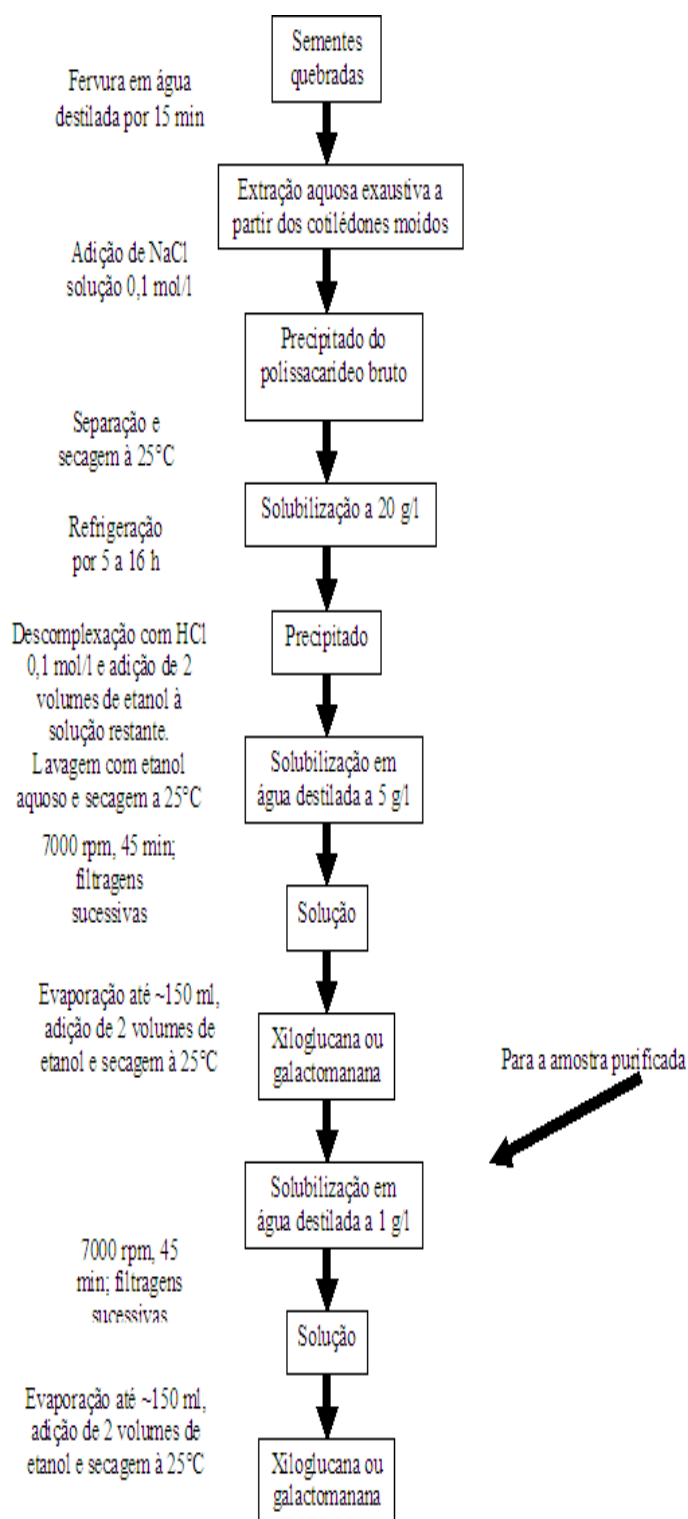 Sementes
quebradas
Fervura em água
destilada por 15 min
Extração aquosa exaustiva a
partir dos cotilédones moidos
Adição de NaCl
solução 0,1 mol/l
Precipitado do
polissacarideo bruto
Separação e
secagem à 25°C
Solubilização a 20 g/l
Refrigeração
por 5 a 16 h
Precipitado
Descomplexação com HCl
0,1 mol/l e adição de 2
volumes de etanol à
solução restante.
Lavagem com etanol
aquoso e secagem a 25°C
Solubilização em
água destilada a 5 g/l
7000 rpm, 45 min;
filtragens
sucessivas
Solução
Evaporação até ~150 ml,
adição de 2 volumes de
etanol e secagem à 25°C
Xiloglucana ou
galactomanana
Para a amostra purificada
Solubilização em
água destilada a 1 g/l
7000 rpm, 45
min; filtragens
sucessivas
Solução
Evaporação até ~150 ml,
adição de 2 volumes de
etanol e secagem à 25°C
Xiloglucana ou
galactomanana